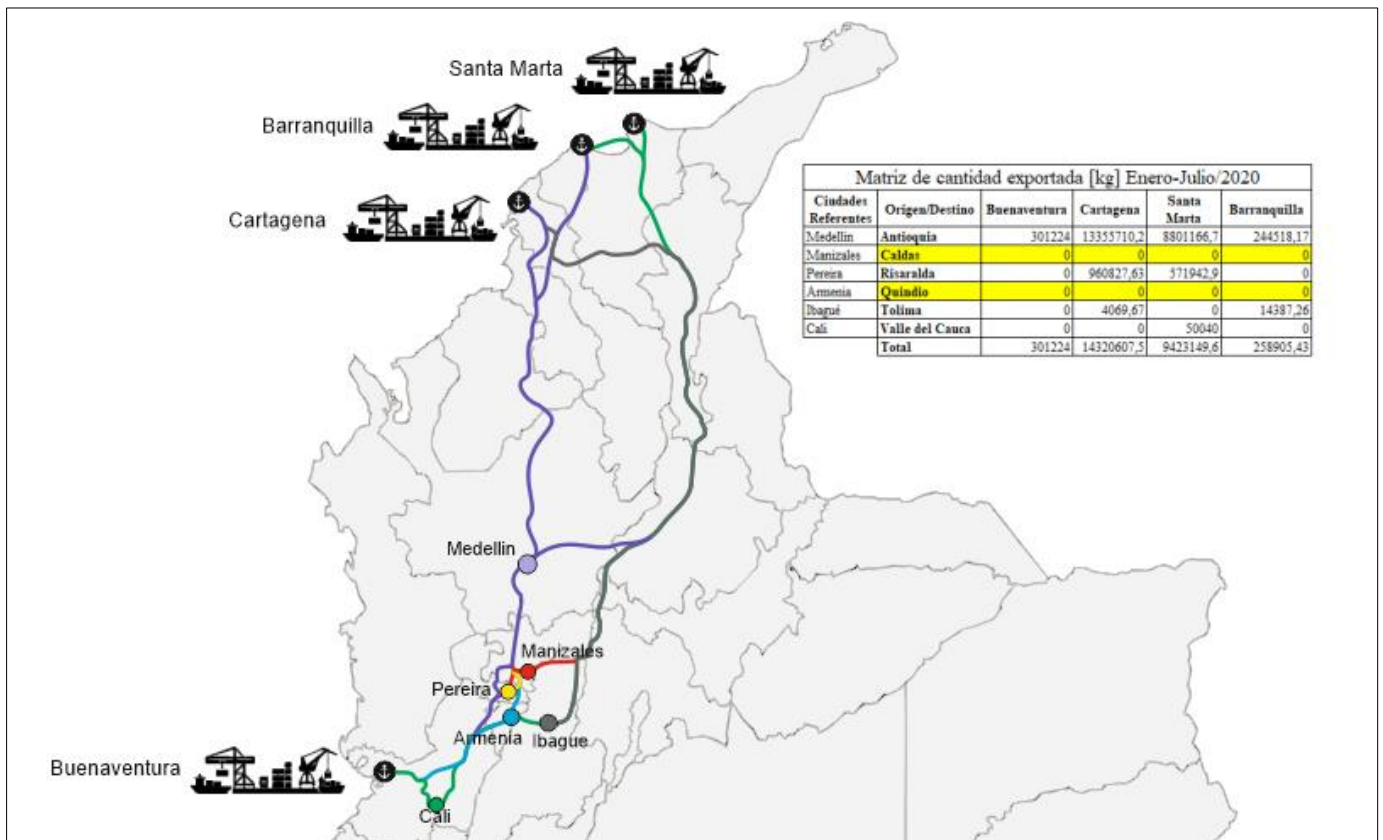 Santa Marta
Barranquilla
Cartagena
Matriz de cantidad exportada [kg] Enero-Julio/2020
Ciudades Referentes Origen/Destino Buenaventura Cartagena Santa Marta Barranquilla
Medellin Antioquia 301224 13355710,2 8801166,7 244518,17
Manizales Caldas 0 0 0 0
Pereira Risaralda 0 960827,63 571942,9 0
Armenia Quindio 0 0 0 0
Ibagué Tolima 0 4069,67 0 14387,26
Cali Valle del Cauca 0 0 50040 0
Total 301224 14320607,5 9423149,6 258905,43
Medellin
Manizales
Pereira
Armenia
Ibague
Buenaventura
Cali